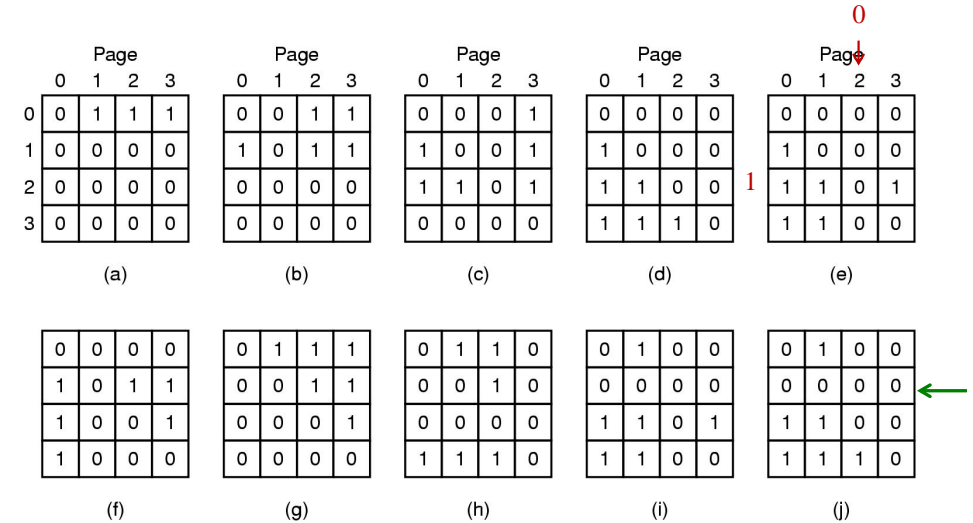 0
Page Page Page Page Page
0 1 2 3 0 1 2 3 0 1 2 3 0 1 2 3 0 1 2 3
0 0 1 1 1 0 0 1 1 0 0 0 1 0 0 0 0 0 0 0 0
1 0 0 0 0 1 0 1 1 1 0 0 1 1 0 0 0 1 0 0 0
2 0 0 0 0 0 0 0 0 1 1 0 1 1 1 0 0 1 1 1 0 1
3 0 0 0 0 0 0 0 0 0 0 0 0 1 1 1 0 1 1 0 0
(a) (b) (c) (d) (e)
0 0 0 0 0 1 1 1 0 1 1 0 0 1 0 0 0 1 0 0
1 0 1 1 0 0 1 1 0 0 1 0 0 0 0 0 0 0 0 0
1 0 0 1 0 0 0 1 0 0 0 0 1 1 0 1 1 1 0 0
1 0 0 0 0 0 0 0 1 1 1 0 1 1 0 0 1 1 1 0
(f) (g) (h) (i) (j)